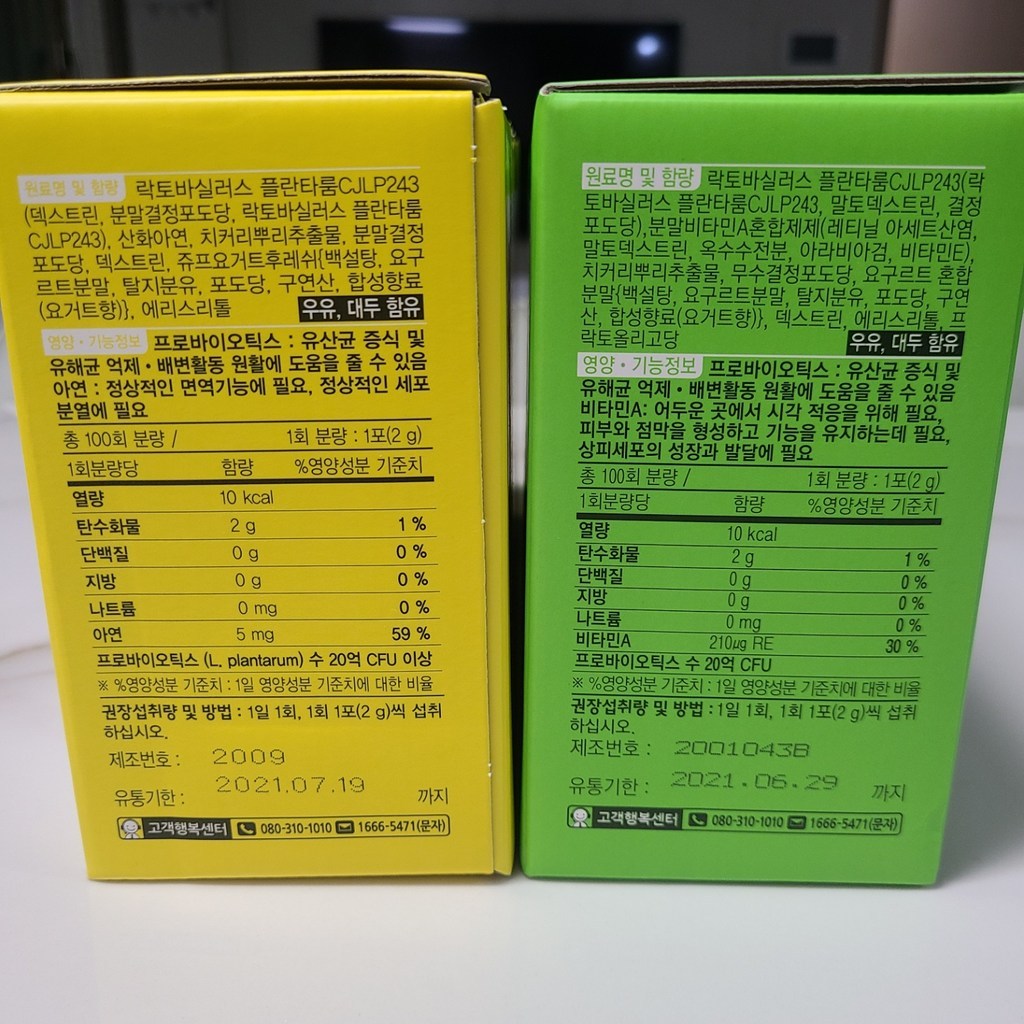 원료명 및 함량 락토바실러스 플란타룸CJLP243
(덱스트린, 분말결정포도당, 락토바실러스 플란타룸
CJLP243), 산화아연, 치커리뿌리추출물, 분말결정
포도당, 덱스트린, 쥬프요거트후레쉬{백설탕, 요구
르트분말, 탈지분유, 포도당, 구연산, 합성향료
(요거트향)}, 에리스리톨 우유, 대두 함유
영양·기능정보 프로바이오틱스 : 유산균 증식 및
유해균 억제·배변활동 원활에 도움을 줄 수 있음
아연 : 정상적인 면역기능에 필요, 정상적인 세포
분열에 필요
총 100회 분량 / 1회 분량 : 1포(2 g)
1회분량당 함량 %영양성분 기준치
열량 10 kcal
탄수화물 2 g 1 %
단백질 0 g 0 %
지방 0 g 0 %
나트륨 0 mg 0 %
아연 5 mg 59 %
프로바이오틱스 (L. plantarum) 수 20억 CFU 이상
※ %영양성분 기준치 : 1일 영양성분 기준치에 대한 비율
권장섭취량 및 방법 : 1일 1회, 1회 1포(2 g)씩 섭취
하십시오.
제조번호 : 2009
유통기한 : 2021.07.19 까지
고객행복센터 080-310-1010 1666-5471(문자)
원료명 및 함량 락토바실러스 플란타룸CJLP243(락
토바실러스 플란타룸CJLP243, 말토덱스트린, 결정
포도당),분말비타민A혼합제제(레티닐 아세트산염,
말토덱스트린, 옥수수전분, 아라비아검, 비타민E),
치커리뿌리추출물, 무수결정포도당, 요구르트 혼합
분말{백설탕, 요구르트분말, 탈지분유, 포도당, 구연
산, 합성향료(요거트향)}, 덱스트린, 에리스리톨, 프
락토올리고당 우유, 대두 함유
영양·기능정보 프로바이오틱스 : 유산균 증식 및
유해균 억제·배변활동 원활에 도움을 줄 수 있음
비타민A: 어두운 곳에서 시각 적응을 위해 필요,
피부와 점막을 형성하고 기능을 유지하는데 필요,
상피세포의 성장과 발달에 필요
총 100회 분량 / 1회 분량 : 1포(2 g)
1회분량당 함량 %영양성분 기준치
열량 10 kcal
탄수화물 2 g 1 %
단백질 0 g 0 %
지방 0 g 0 %
나트륨 0 mg 0 %
비타민A 210㎍ RE 30 %
프로바이오틱스 수 20억 CFU
※ %영양성분 기준치 : 1일 영양성분 기준치에 대한 비율
권장섭취량 및 방법 : 1일 1회, 1회 1포(2 g)씩 섭취
하십시오.
제조번호 : 2001043B
유통기한 : 2021.06.29 까지
고객행복센터 080-310-1010 1666-5471(문자)